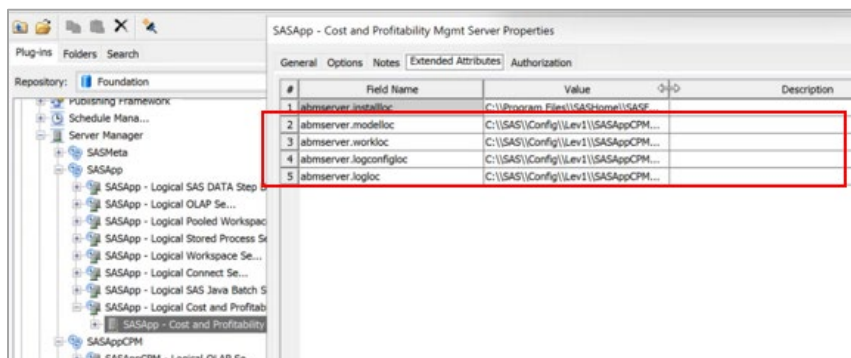 SASApp - Cost and Profitability Mgmt Server Properties
Plug-ins Folders Search
General Options Notes Extended Attributes Authorization
Repository: Foundation
# Field Name Value Description
Publishing Framework
1 abmserver.installloc C:\\Program Files\\SASHome\\SASF...
Schedule Mana...
2 abmserver.modelloc C:\\SAS\\Config\\Lev1\\SASAppCPM...
Server Manager
3 abmserver.workloc C:\\SAS\\Config\\Lev1\\SASAppCPM...
SASMeta
4 abmserver.logconfigloc C:\\SAS\\Config\\Lev1\\SASAppCPM...
SASApp
5 abmserver.logloc C:\\SAS\\Config\\Lev1\\SASAppCPM...
SASApp - Logical SAS DATA Step B
SASApp - Logical OLAP Se...
SASApp - Logical Pooled Workspac
SASApp - Logical Stored Process Se
SASApp - Logical Workspace Se...
SASApp - Logical Connect Se...
SASApp - Logical SAS Java Batch S
SASApp - Logical Cost and Profitab
SASApp - Cost and Profitability
SASAppCPM
SASAppCPM - Logical OLAP Se...